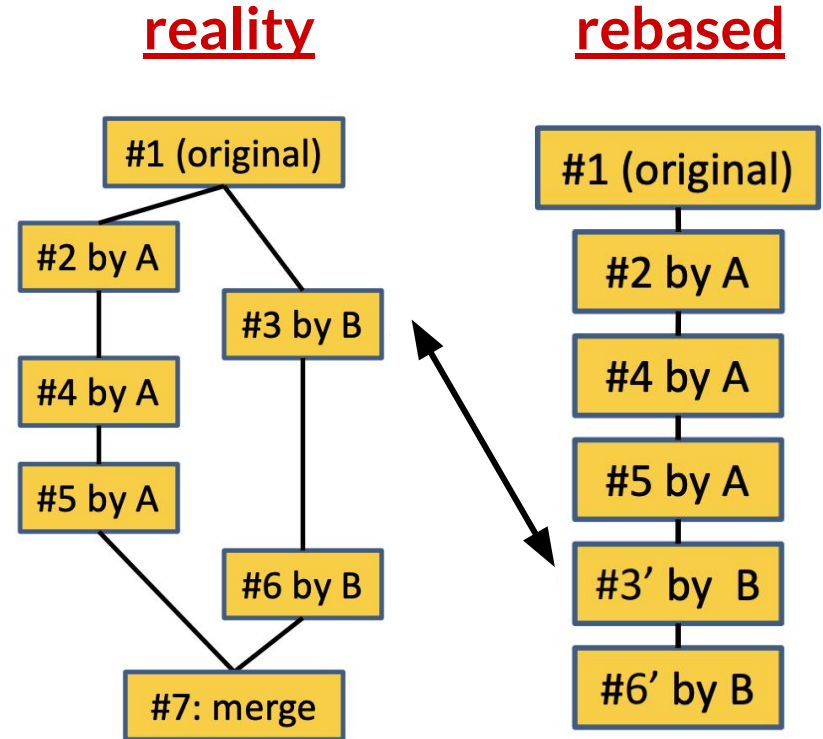 reality
#1 (original)
#2 by A
#3 by B
#4 by A
#5 by A
#6 by B
#7: merge
rebased
#1 (original)
#2 by A
#4 by A
#5 by A
#3’ by B
#6’ by B